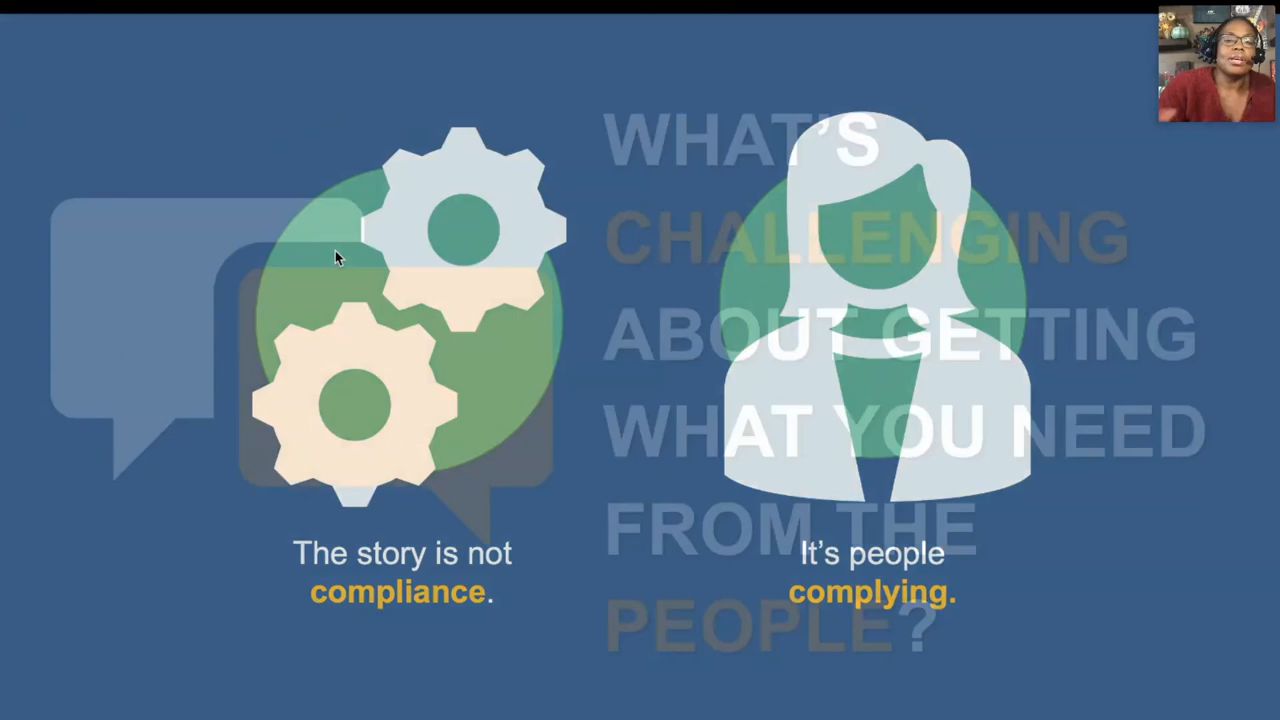 WHAT'S
CHALLENGING
ABOUT GETTING
WHAT YOU NEED
FROM THE
PEOPLE?
The story is not
compliance.
It's people
complying.